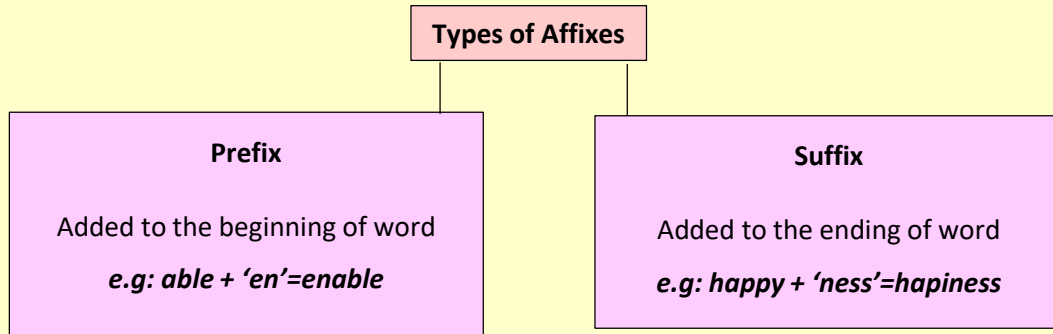 Types of Affixes
Prefix
Added to the beginning of word
e.g: able + ‘en’=enable
Suffix
Added to the ending of word
e.g: happy + ‘ness’=hapiness